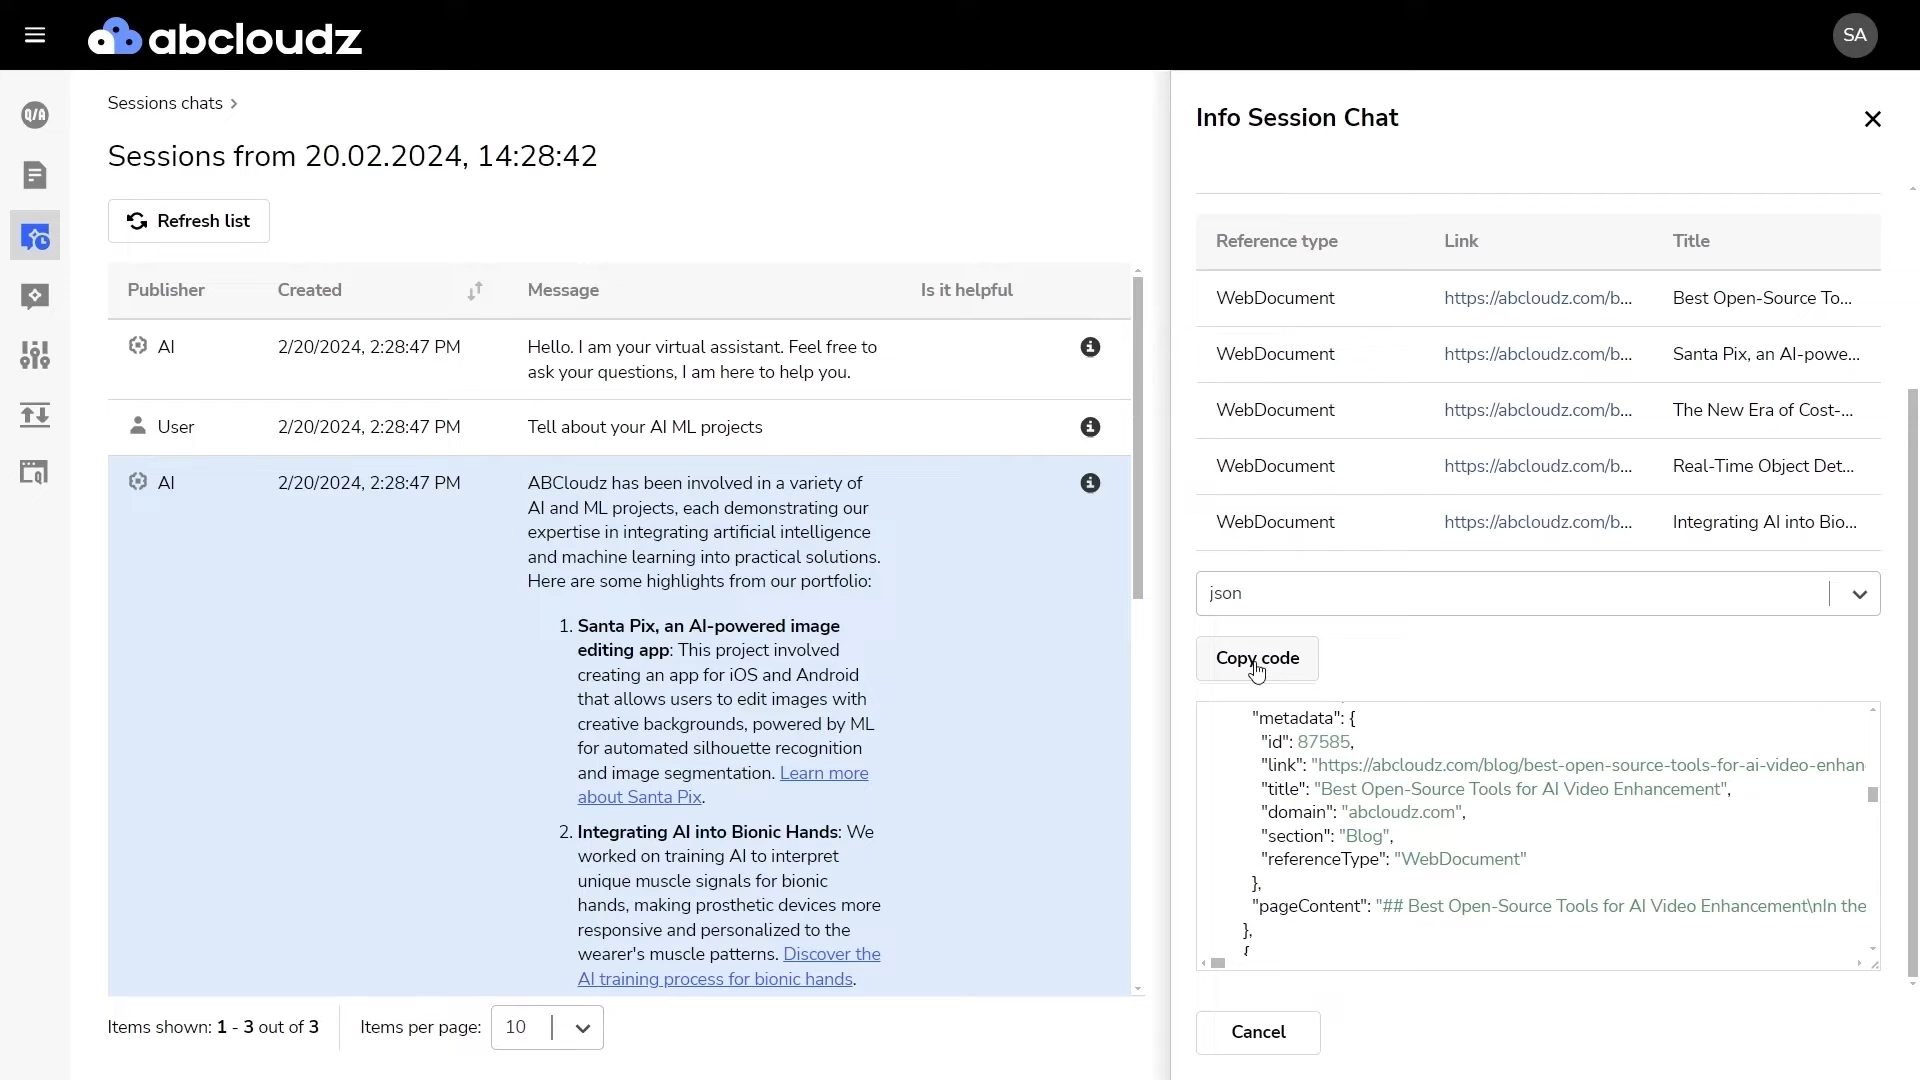 abcloudz
SA
Q/A
Sessions chats
Sessions from 20.02.2024, 14:28:42
Refresh list
Publisher Created Message Is it helpful
AI 2/20/2024, 2:28:47 PM Hello. I am your virtual assistant. Feel free to
ask your questions, I am here to help you.
User 2/20/2024, 2:28:47 PM Tell about your AI ML projects
AI 2/20/2024, 2:28:47 PM ABCloudz has been involved in a variety of
AI and ML projects, each demonstrating our
expertise in integrating artificial intelligence
and machine learning into practical solutions.
Here are some highlights from our portfolio:
1. Santa Pix, an AI-powered image
editing app: This project involved
creating an app for iOS and Android
that allows users to edit images with
creative backgrounds, powered by ML
for automated silhouette recognition
and image segmentation. Learn more
about Santa Pix.
2. Integrating AI into Bionic Hands: We
worked on training AI to interpret
unique muscle signals for bionic
hands, making prosthetic devices more
responsive and personalized to the
wearer's muscle patterns. Discover the
AI training process for bionic hands.
Items shown: 1 - 3 out of 3 Items per page: 10
Info Session Chat
Reference type Link Title
WebDocument https://abcloudz.com/b... Best Open-Source To...
WebDocument https://abcloudz.com/b... Santa Pix, an AI-powe...
WebDocument https://abcloudz.com/b... The New Era of Cost-...
WebDocument https://abcloudz.com/b... Real-Time Object Det...
WebDocument https://abcloudz.com/b... Integrating AI into Bio...
json
Copy code
"metadata": {
"id": 87585,
"link": "https://abcloudz.com/blog/best-open-source-tools-for-ai-video-enhan
"title": "Best Open-Source Tools for AI Video Enhancement",
"domain": "abcloudz.com",
"section": "Blog",
"referenceType": "WebDocument"
},
"pageContent": "## Best Open-Source Tools for AI Video Enhancement\nIn the
},
{
Cancel